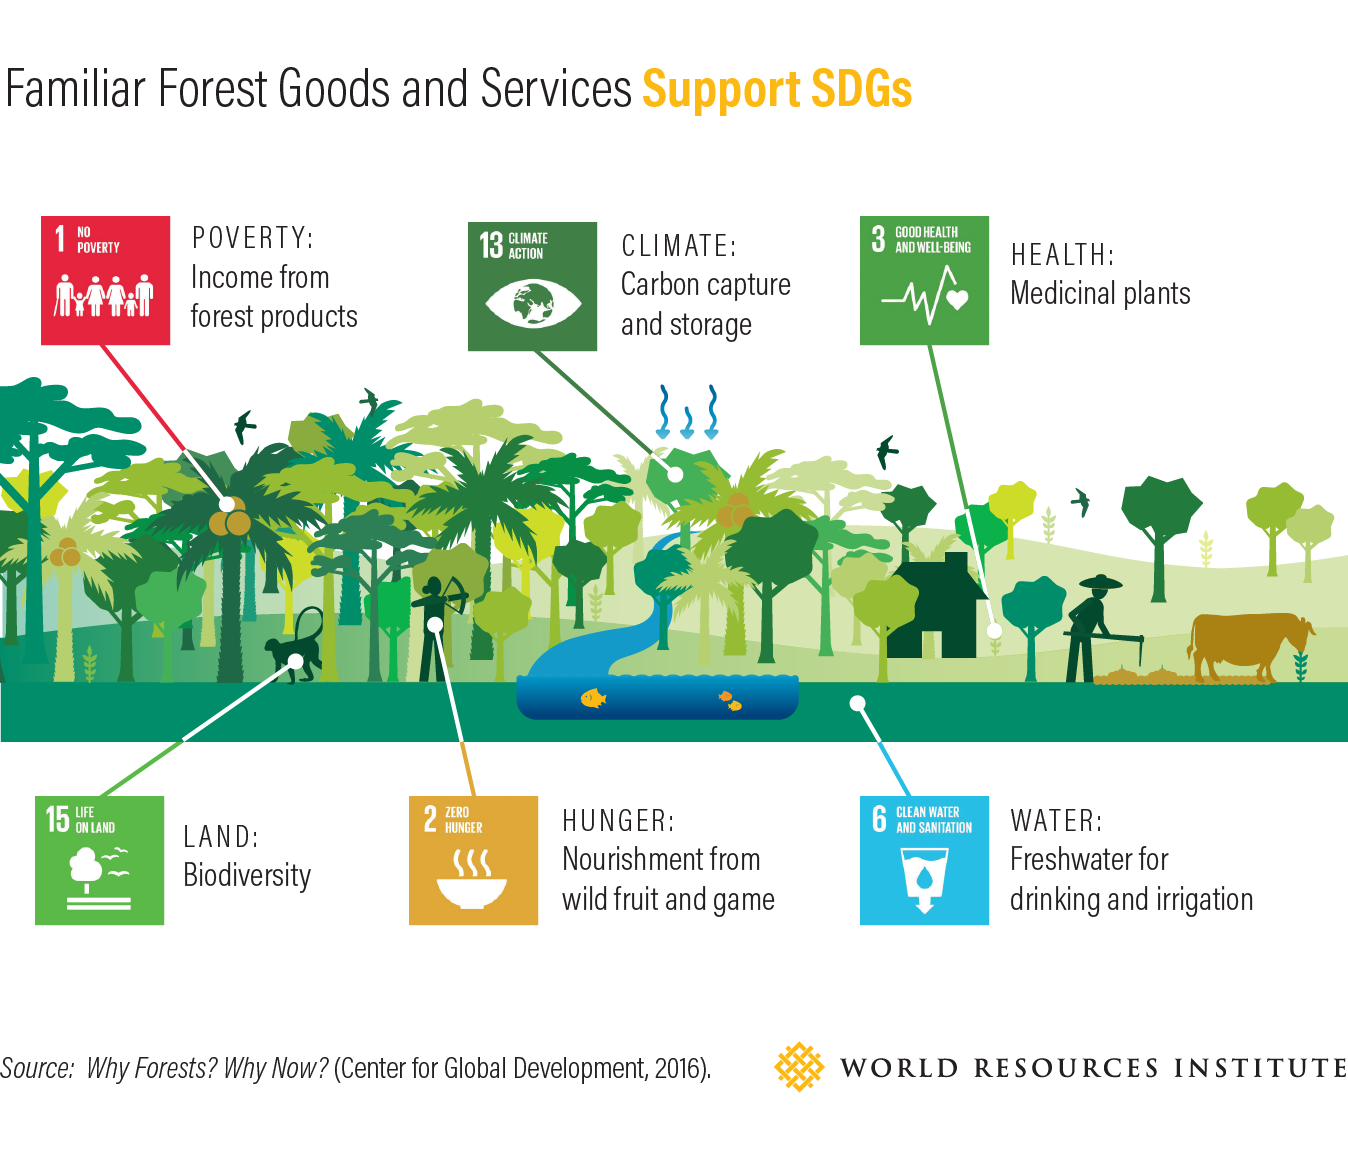 Familiar Forest Goods and Services Support SDGs
1 NO
POVERTY
POVERTY:
Income from
forest products
13 CLIMATE
ACTION
CLIMATE:
Carbon capture
and storage
3 GOOD HEALTH
AND WELL-BEING
HEALTH:
Medicinal plants
15 LIFE
ON LAND
LAND:
Biodiversity
2 ZERO
HUNGER
HUNGER:
Nourishment from
wild fruit and game
6 CLEAN WATER
AND SANITATION
WATER:
Freshwater for
drinking and irrigation
Source: Why Forests? Why Now? (Center for Global Development, 2016).
WORLD RESOURCES INSTITUTE